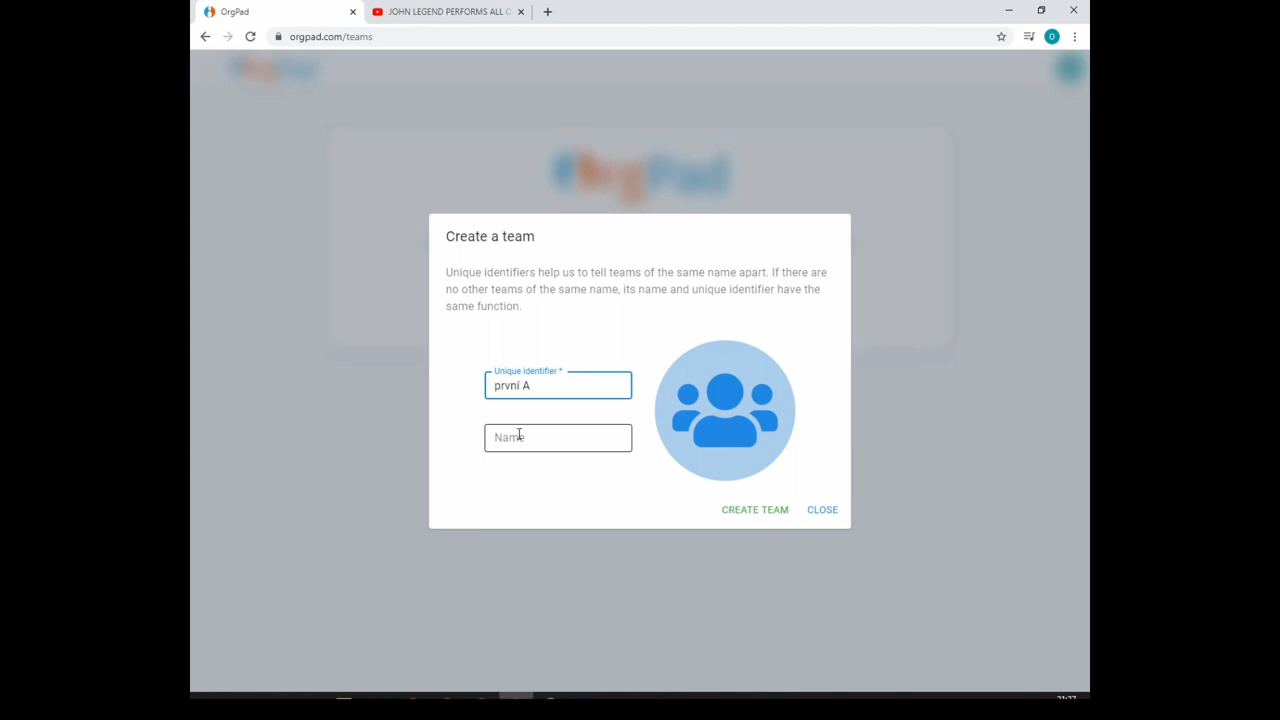 OrgPad
JOHN LEGEND PERFORMS ALL
orgpad.com/teams
O
OrgPad
OrgPad
Create a team
Unique identifiers help us to tell teams of the same name apart. If there are
no other teams of the same name, its name and unique identifier have the
same function.
Unique identifier *
první A
Name
CREATE TEAM
CLOSE